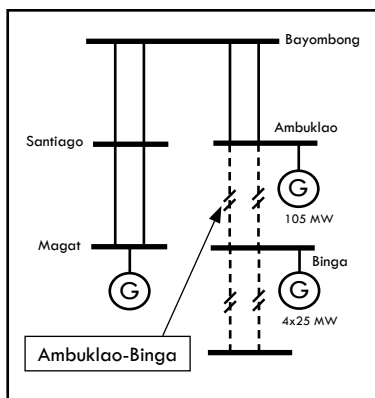 Bayombong
Ambuklao
Santiago
G
105 MW
Magat
Binga
G
G
4x25 MW
Ambuklao-Binga